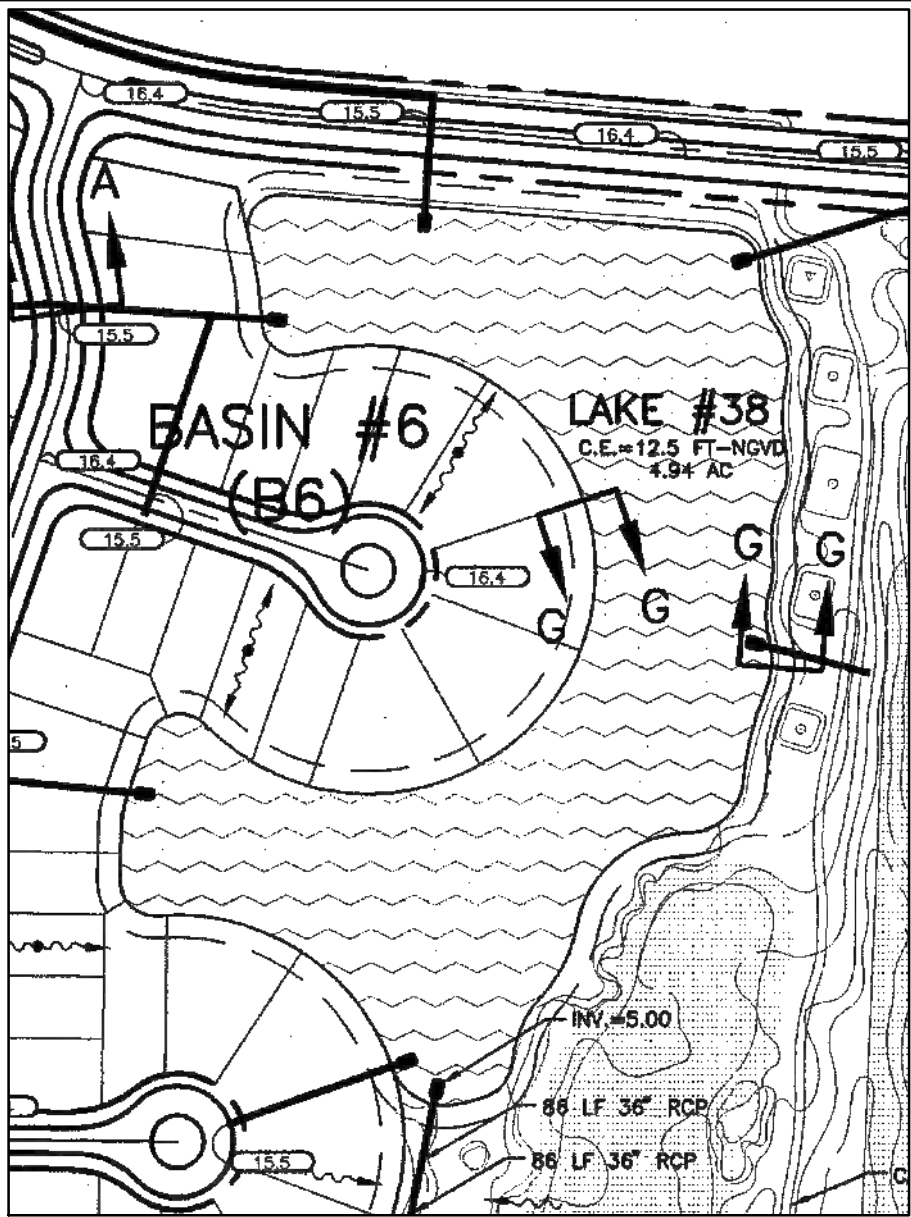 16.4
15.5
16.4
15.5
A
15.5
BASIN #6
(B6)
LAKE #38
C.E.=12.5 FT-NGVD
4.94 AC
16.4
15.5
16.4
G
G
G
G
5
INV.=5.00
88 LF 36" RCP
86 LF 36" RCP
15.5